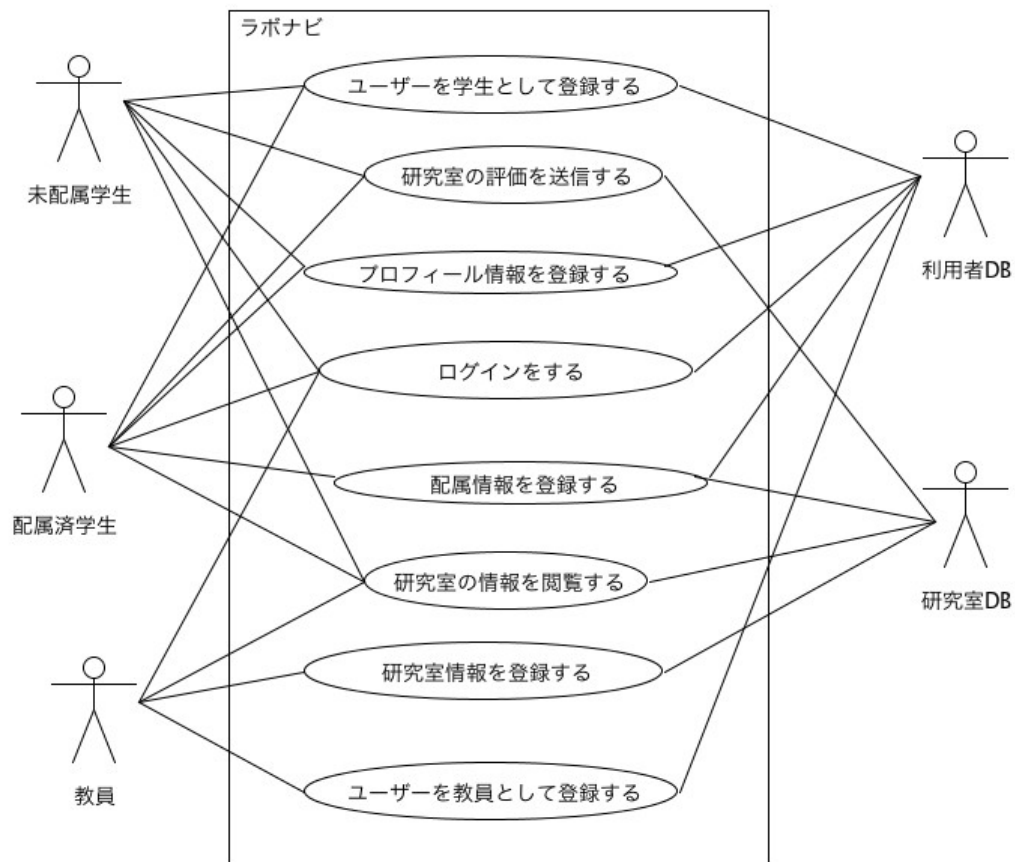 ラボナビ
ユーザーを学生として登録する
研究室の評価を送信する
未配属学生
プロフィール情報を登録する
利用者DB
ログインをする
配属情報を登録する
配属済学生
研究室の情報を閲覧する
研究室DB
研究室情報を登録する
教員
ユーザーを教員として登録する